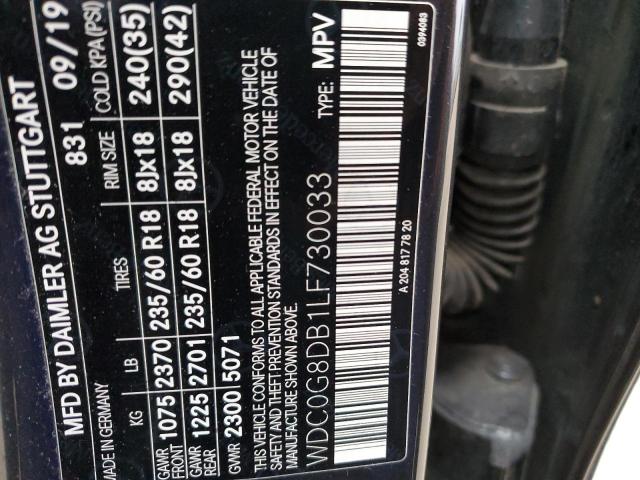 MFD BY DAIMLER AG STUTTGART
MADE IN GERMANY 831 09/19
KG LB TIRES RIM SIZE COLD KPA(PSI)
GAWR FRONT 1075 2370 235/60 R18 8Jx18 240(35)
GAWR REAR 1225 2701 235/60 R18 8Jx18 290(42)
GVWR 2300 5071
THIS VEHICLE CONFORMS TO ALL APPLICABLE FEDERAL MOTOR VEHICLE
SAFETY AND THEFT PREVENTION STANDARDS IN EFFECT ON THE DATE OF
MANUFACTURE SHOWN ABOVE.
WDC0G8DB1LF730033 TYPE: MPV
A 204 817 78 20
0394083